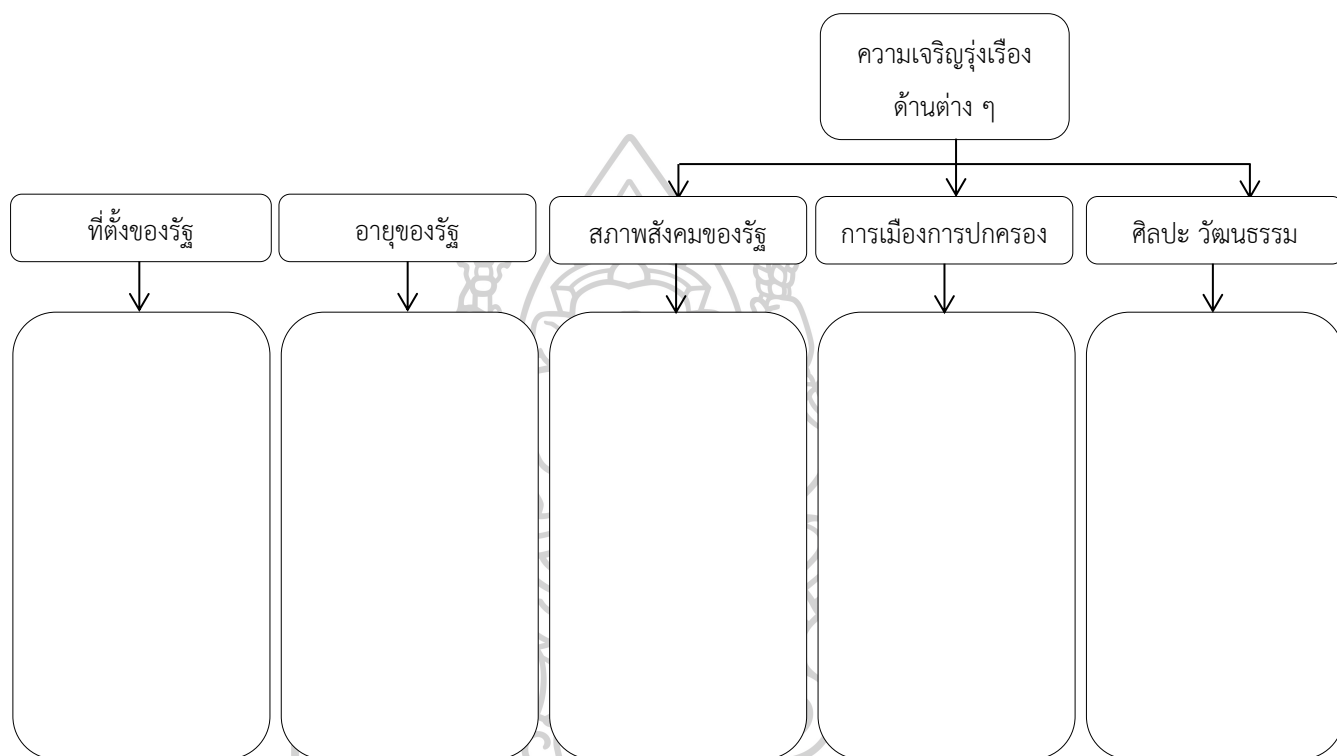 ความเจริญรุ่งเรือง
ด้านต่าง ๆ
ที่ตั้งของรัฐ
อายุของรัฐ
สภาพสังคมของรัฐ
การเมืองการปกครอง
ศิลปะ วัฒนธรรม